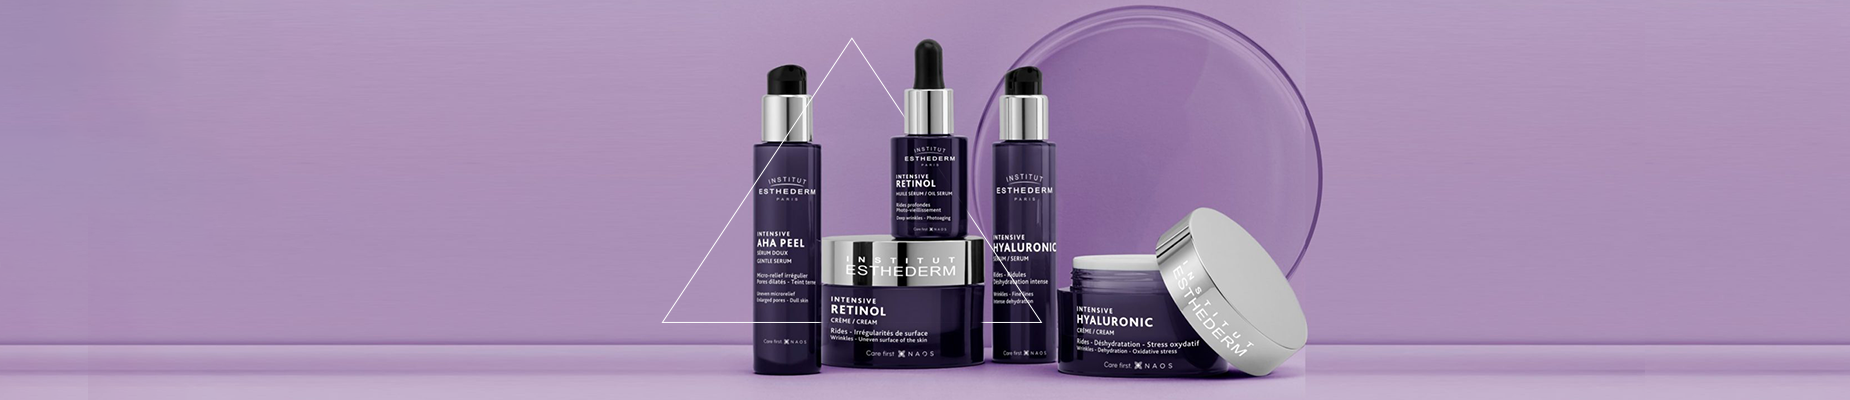 INSTITUT
ESTHEDERM
PARIS
INTENSIVE
AHA PEEL
SÉRUM DOUX
GENTLE SERUM
Micro-relief irrégulier
Pores dilatés - Teint terne
Uneven microrelief
Enlarged pores - Dull skin
Care first NAOS
INSTITUT
ESTHEDERM
PARIS
INTENSIVE
RETINOL
HUILE SÉRUM / OIL SERUM
Rides profondes
Photo-vieillissement
Deep wrinkles - Photoaging
Care first NAOS
INSTITUT
ESTHEDERM
INTENSIVE
RETINOL
CRÈME / CREAM
Rides - Irrégularités de surface
Wrinkles - Uneven surface of the skin
Care first NAOS
INSTITUT
ESTHEDERM
PARIS
INTENSIVE
HYALURONIC
SÉRUM / SERUM
Rides - Ridules
Déshydratation intense
Wrinkles - Fine lines
Intense dehydration
Care first NAOS
INSTITUT
ESTHEDERM
INTENSIVE
HYALURONIC
CRÈME / CREAM
Rides - Déshydratation - Stress oxydatif
Wrinkles - Dehydration - Oxidative stress
Care first. NAOS